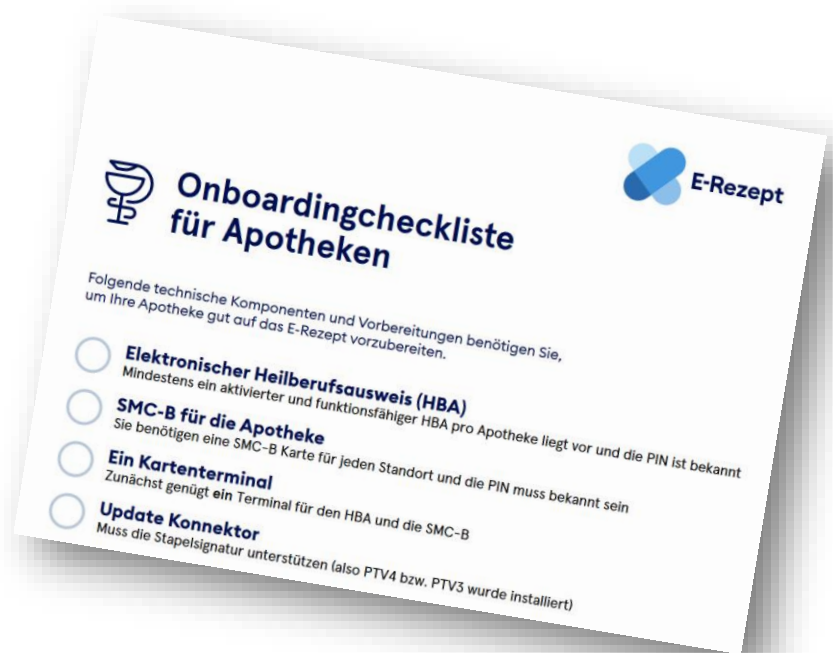 E-Rezept
Onboardingcheckliste
für Apotheken
Folgende technische Komponenten und Vorbereitungen benötigen Sie,
um Ihre Apotheke gut auf das E-Rezept vorzubereiten.
Elektronischer Heilberufsausweis (HBA)
Mindestens ein aktivierter und funktionsfähiger HBA pro Apotheke liegt vor und die PIN ist bekannt
SMC-B für die Apotheke
Sie benötigen eine SMC-B Karte für jeden Standort und die PIN muss bekannt sein
Ein Kartenterminal
Zunächst genügt ein Terminal für den HBA und die SMC-B
Update Konnektor
Muss die Stapelsignatur unterstützen (also PTV4 bzw. PTV3 wurde installiert)